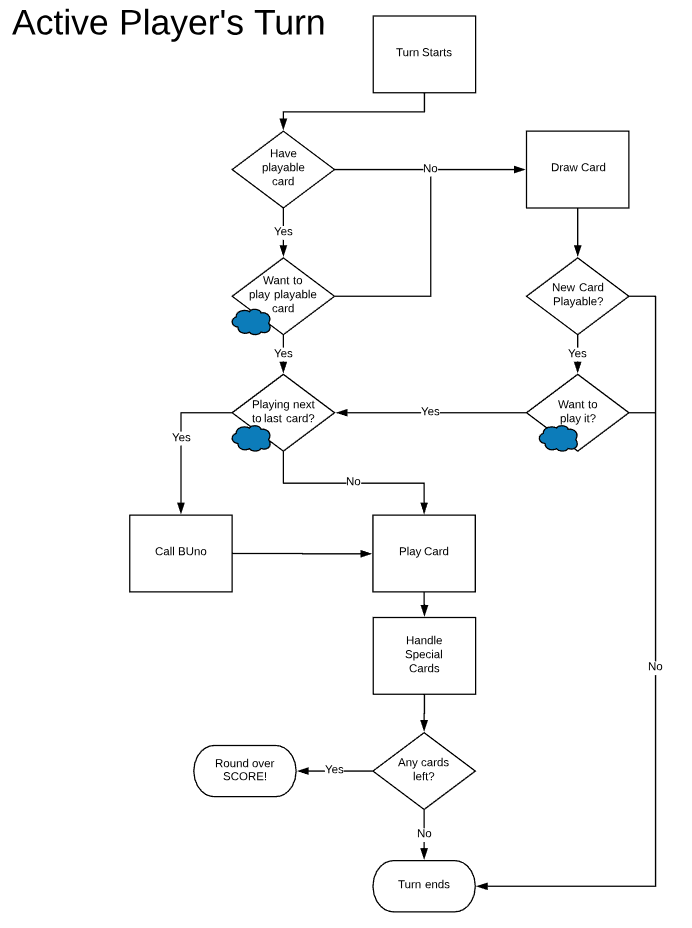 Active Player's Turn
Turn Starts
Have
playable
card
No
Draw Card
Yes
Want to
play playable
card
New Card
Playable?
Yes
Yes
Playing next
to last card?
Yes
Want to
play it?
Yes
No
Call BUno
Play Card
Handle
Special
Cards
No
Round over
SCORE!
Yes
Any cards
left?
No
Turn ends